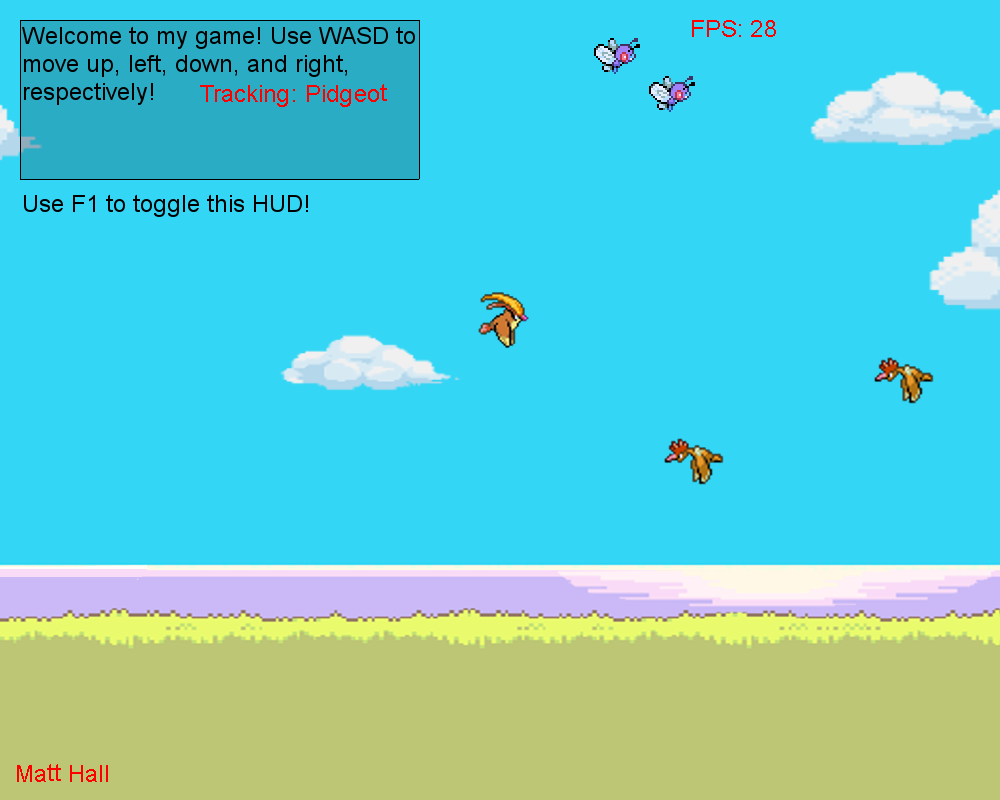 Welcome to my game! Use WASD to
move up, left, down, and right,
respectively!
Tracking: Pidgeot
Use F1 to toggle this HUD!
FPS: 28
Matt Hall